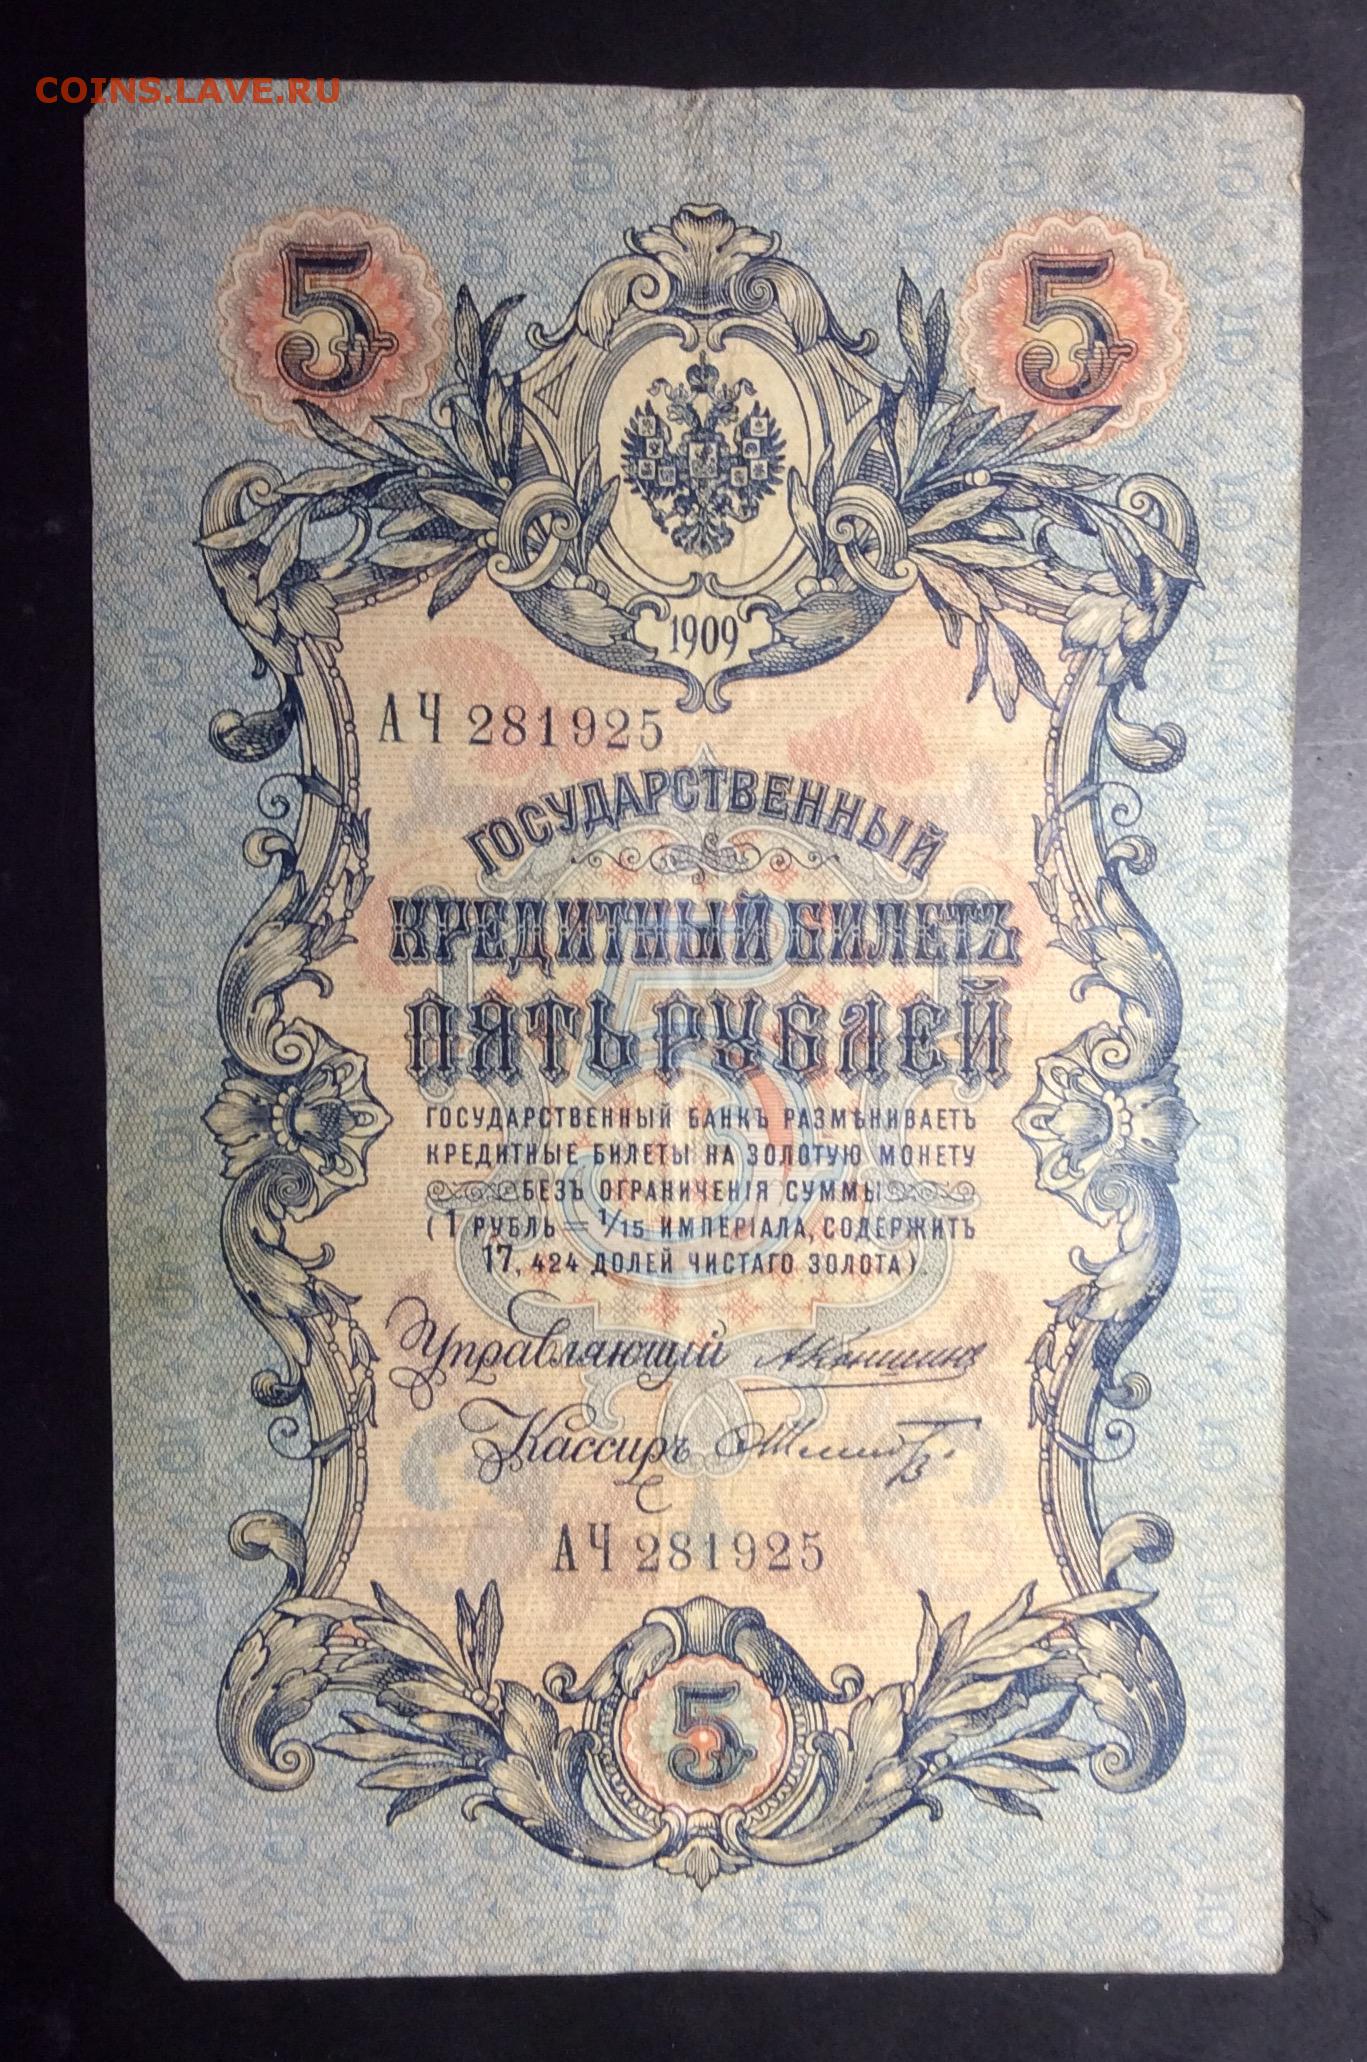 COINS.LAVE.RU
5 5
1909
АЧ 281925
ГОСУДАРСТВЕННЫЙ
КРЕДИТНЫЙ БИЛЕТЪ
ПЯТЬ РУБЛЕЙ
ГОСУДАРСТВЕННЫЙ БАНКЪ РАЗМѢНИВАЕТЪ
КРЕДИТНЫЕ БИЛЕТЫ НА ЗОЛОТУЮ МОНЕТУ
БЕЗЪ ОГРАНИЧЕНІЯ СУММЫ
(1 РУБЛЬ = 1/15 ИМПЕРІАЛА, СОДЕРЖИТЪ
17,424 ДОЛЕЙ ЧИСТАГО ЗОЛОТА).
Управляющій
Кассиръ
АЧ 281925
5